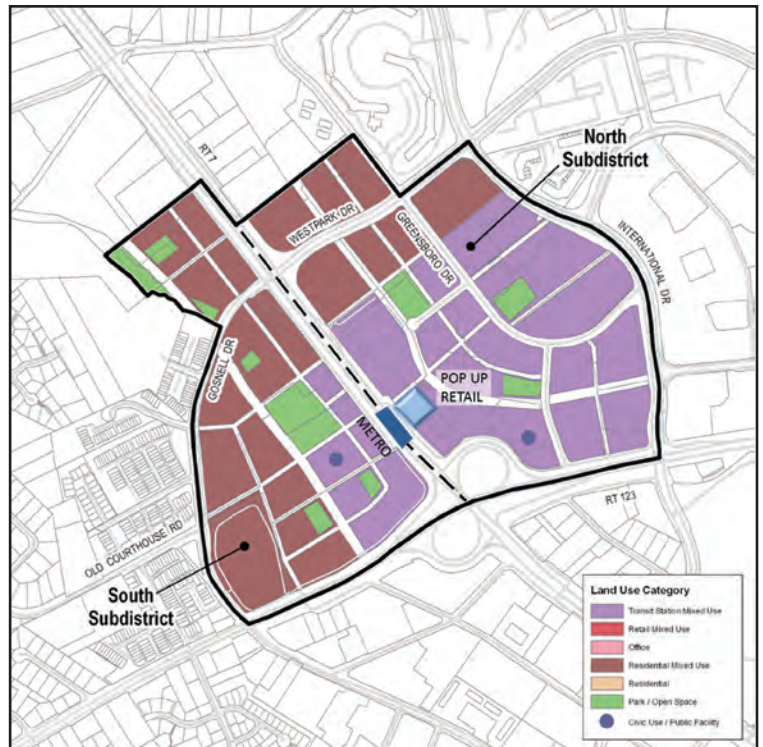 RT 7
North
Subdistrict
WESTPARK DR
GREENSBORO DR
INTERNATIONAL DR
GOSNELL DR
POP UP
RETAIL
METRO
RT 123
OLD COURTHOUSE RD
South
Subdistrict
Land Use Category
Transit Station Mixed Use
Retail Mixed Use
Office
Residential Mixed Use
Residential
Park / Open Space
Civic Use / Public Facility